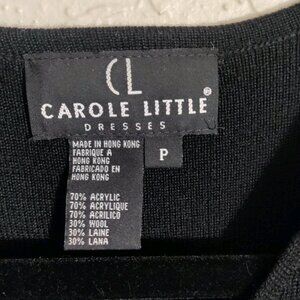 CL
CAROLE LITTLE®
DRESSES
P
MADE IN HONG KONG
FABRIQUE A
HONG KONG
FABRICADO EN
HONG KONG
70% ACRYLIC
70% ACRYLIQUE
70% ACRILICO
30% WOOL
30% LAINE
30% LANA